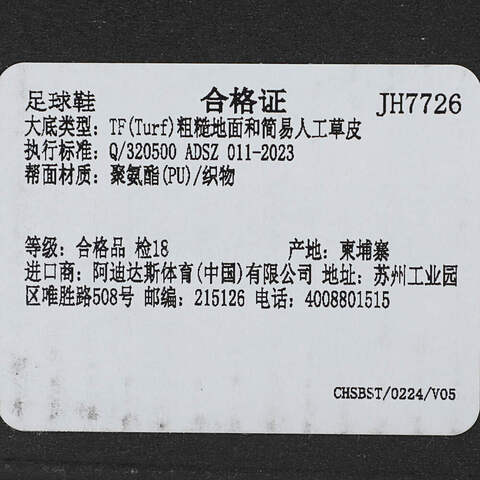 足球鞋 合格证 JH7726
大底类型: TF(Turf)粗糙地面和简易人工草皮
执行标准: Q/320500 ADSZ 011-2023
帮面材质: 聚氨酯(PU)/织物
等级: 合格品 检18 产地: 柬埔寨
进口商: 阿迪达斯体育(中国)有限公司 地址: 苏州工业园
区唯胜路508号 邮编: 215126 电话: 4008801515
CHSBST/0224/V05